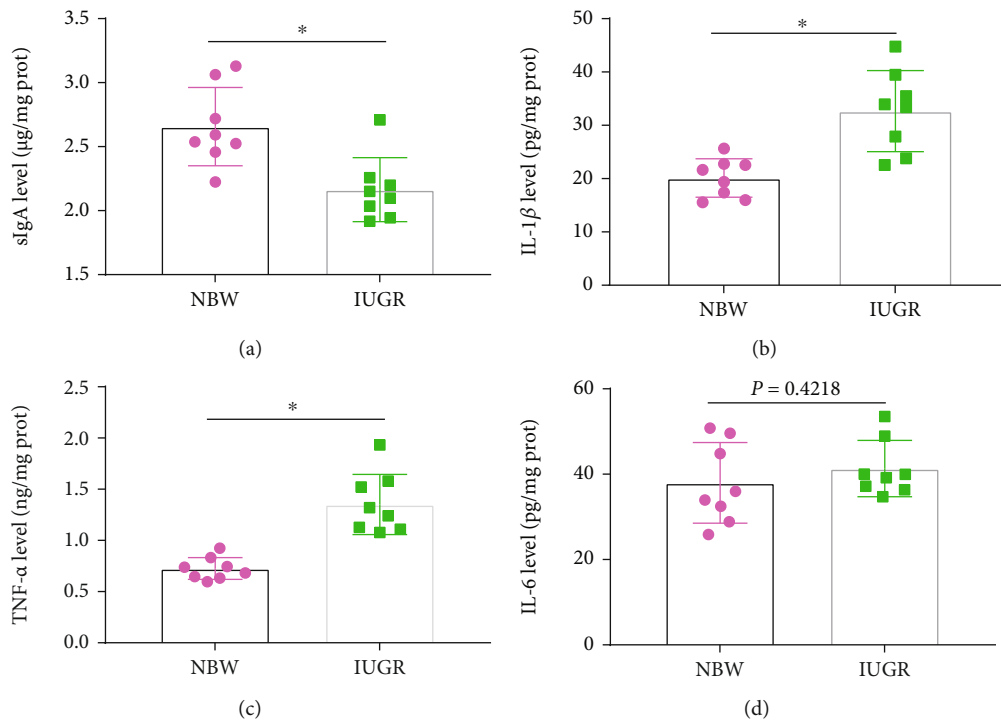 sIgA level (μg/mg prot)
3.5
3.0
2.5
2.0
1.5
*
NBW
IUGR
(a)
IL-1β level (pg/mg prot)
50
40
30
20
10
0
*
NBW
IUGR
(b)
TNF-α level (ng/mg prot)
2.5
2.0
1.5
1.0
0.5
0.0
*
NBW
IUGR
(c)
IL-6 level (pg/mg prot)
60
40
20
0
P = 0.4218
NBW
IUGR
(d)